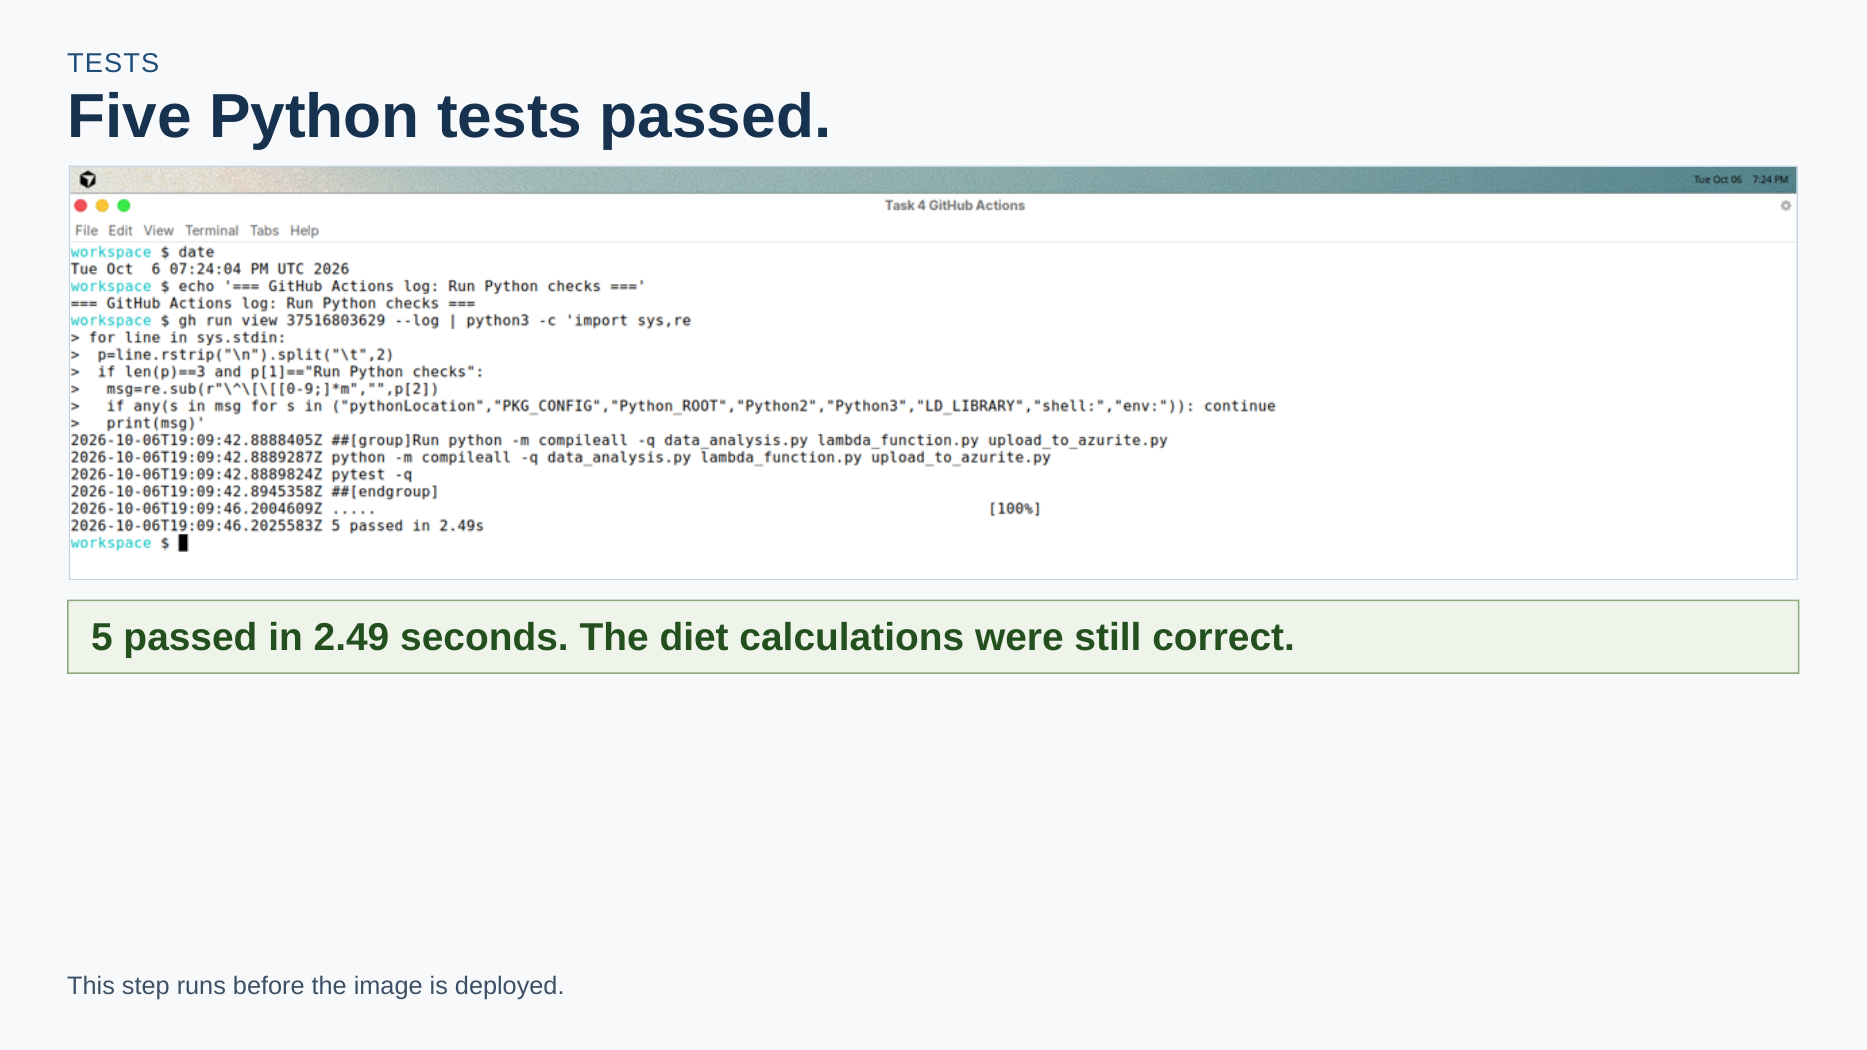 TESTS
Five Python tests passed.
Tue Oct 06 7:24 PM
Task 4 GitHub Actions
File Edit View Terminal Tabs Help
workspace $ date
Tue Oct  6 07:24:04 PM UTC 2026
workspace $ echo '=== GitHub Actions log: Run Python checks ==='
=== GitHub Actions log: Run Python checks ===
workspace $ gh run view 37516803629 --log | python3 -c 'import sys,re
> for line in sys.stdin:
>  p=line.rstrip("\n").split("\t",2)
>  if len(p)==3 and p[1]=="Run Python checks":
>   msg=re.sub(r"\^\[\[[0-9;]*m","",p[2])
>   if any(s in msg for s in ("pythonLocation","PKG_CONFIG","Python_ROOT","Python2","Python3","LD_LIBRARY","shell:","env:")): continue
>   print(msg)'
2026-10-06T19:09:42.8888405Z ##[group]Run python -m compileall -q data_analysis.py lambda_function.py upload_to_azurite.py
2026-10-06T19:09:42.8889287Z python -m compileall -q data_analysis.py lambda_function.py upload_to_azurite.py
2026-10-06T19:09:42.8889824Z pytest -q
2026-10-06T19:09:42.8945358Z ##[endgroup]
2026-10-06T19:09:46.2004609Z ..... [100%]
2026-10-06T19:09:46.2025583Z 5 passed in 2.49s
workspace $
5 passed in 2.49 seconds. The diet calculations were still correct.
This step runs before the image is deployed.